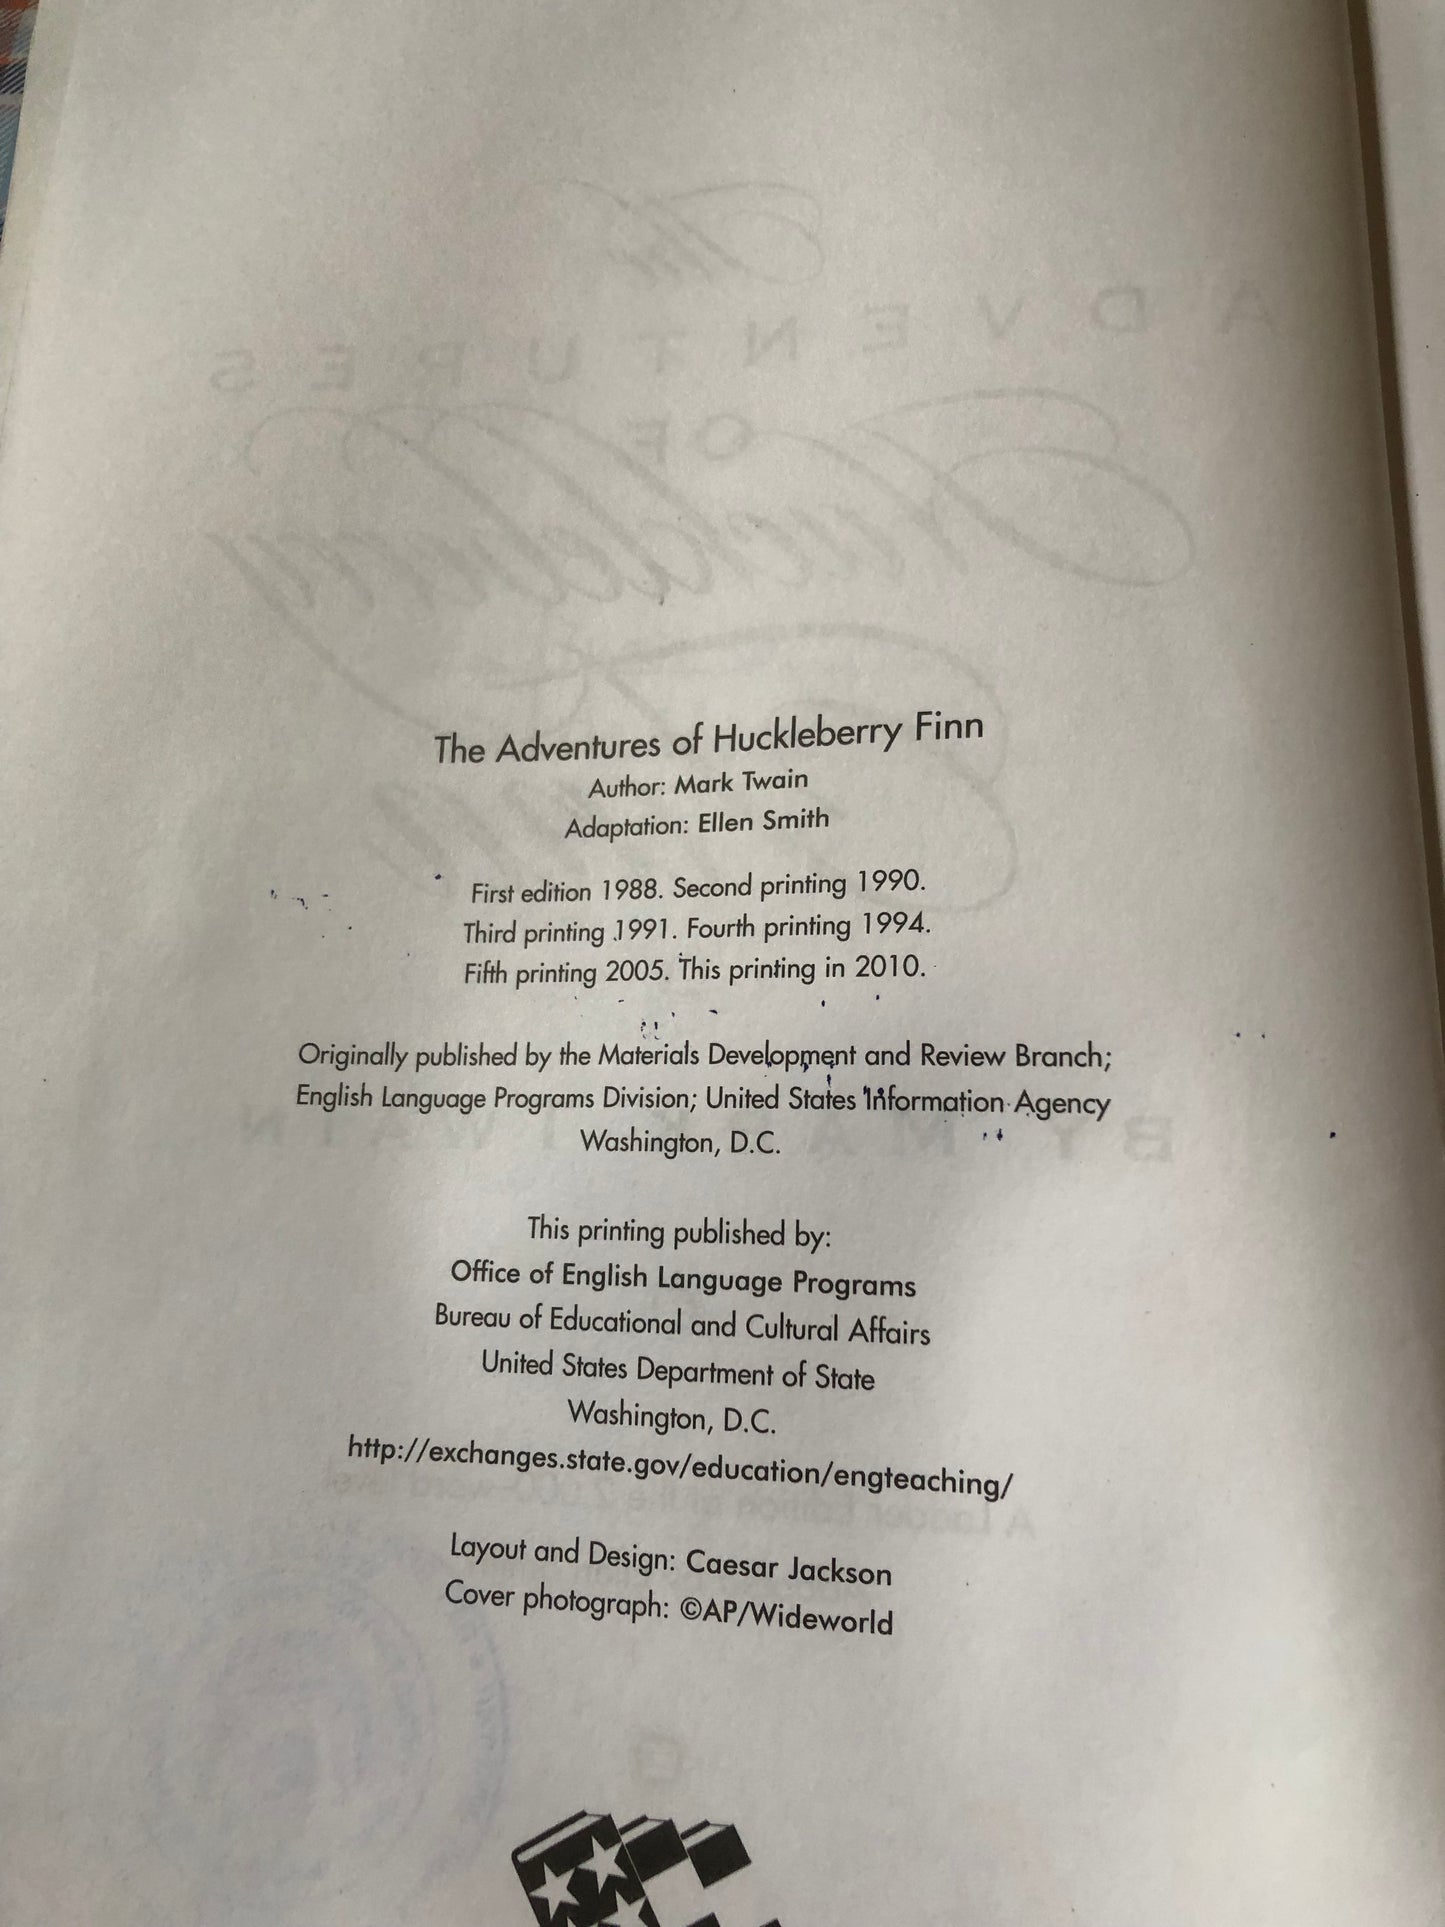 The Adventures of Huckleberry Finn
Author: Mark Twain
Adaptation: Ellen Smith
First edition 1988. Second printing 1990.
Third printing 1991. Fourth printing 1994.
Fifth printing 2005. This printing in 2010.
Originally published by the Materials Development and Review Branch;
English Language Programs Division; United States Information Agency
Washington, D.C.
This printing published by:
Office of English Language Programs
Bureau of Educational and Cultural Affairs
United States Department of State
Washington, D.C.
http://exchanges.state.gov/education/engteaching/
Layout and Design: Caesar Jackson
Cover photograph: ©AP/Wideworld